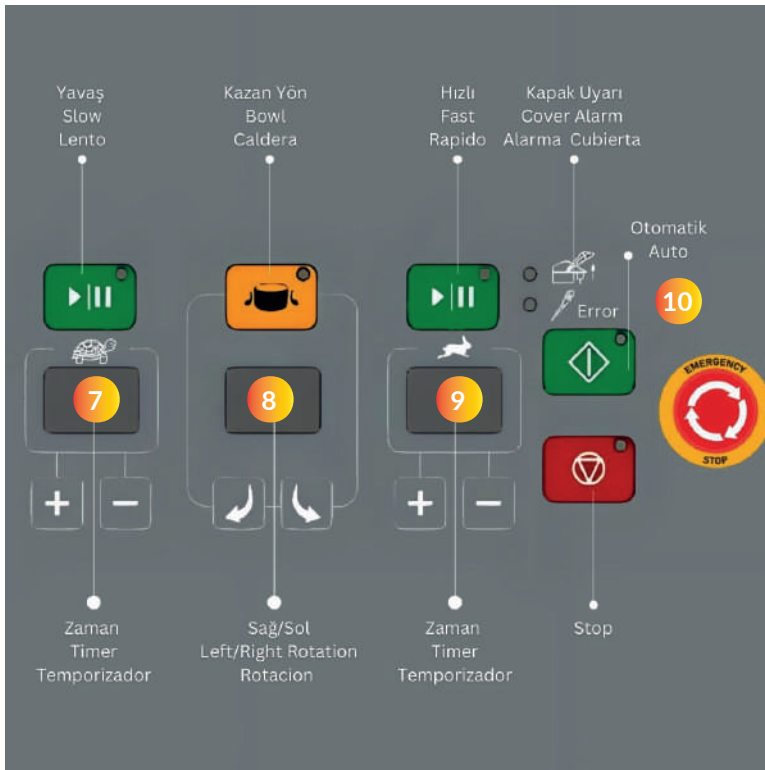 Yavaş
Slow
Lento
Kazan Yön
Bowl
Caldera
Hızlı
Fast
Rapido
Kapak Uyarı
Cover Alarm
Alarma Cubierta
Otomatik
Auto
Error
10
EMERGENCY
STOP
7
8
9
+
−
+
−
Zaman
Timer
Temporizador
Sağ/Sol
Left/Right Rotation
Rotacion
Zaman
Timer
Temporizador
Stop